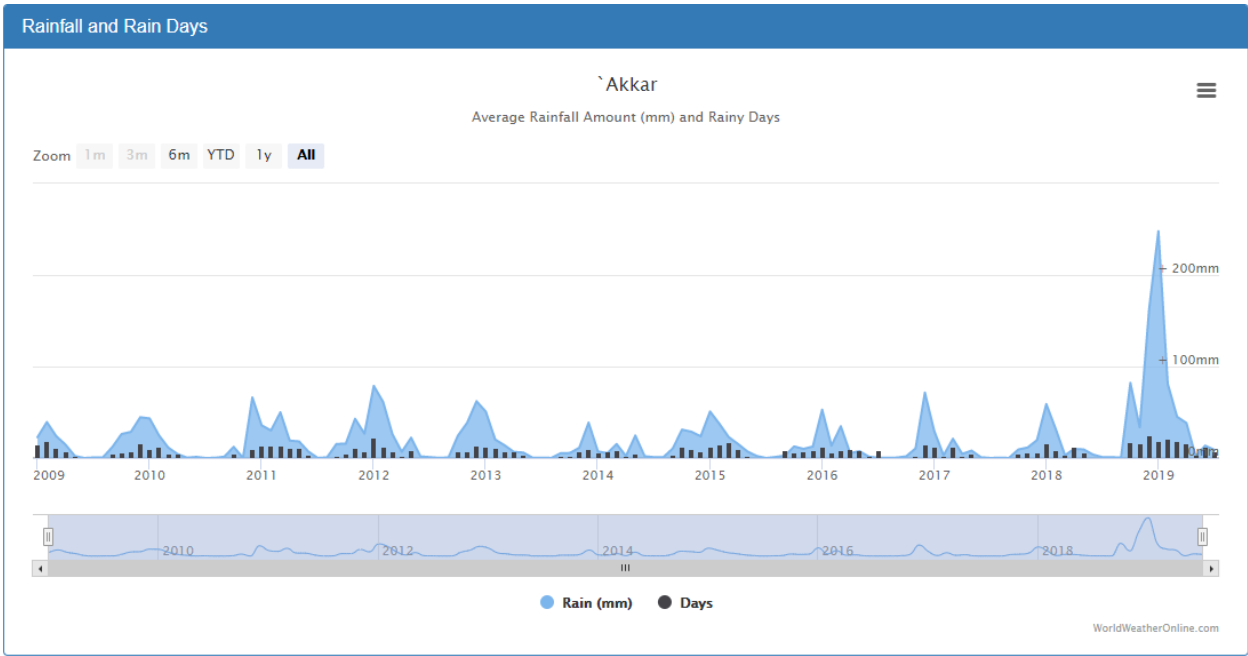 Rainfall and Rain Days
`Akkar
Average Rainfall Amount (mm) and Rainy Days
Zoom 1m 3m 6m YTD 1y All
200mm
100mm
0mm
2009 2010 2011 2012 2013 2014 2015 2016 2017 2018 2019
2010 2012 2014 2016 2018
Rain (mm) Days
WorldWeatherOnline.com